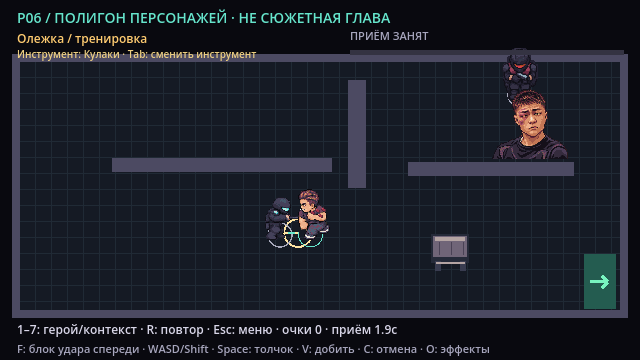 P06 / ПОЛИГОН ПЕРСОНАЖЕЙ · НЕ СЮЖЕТНАЯ ГЛАВА
Олежка / тренировка
ПРИЁМ ЗАНЯТ
Инструмент: Кулаки · Tab: сменить инструмент
1–7: герой/контекст · R: повтор · Esc: меню · очки 0 · приём 1.9с
F: блок удара спереди · WASD/Shift · Space: толчок · V: добить · C: отмена · O: эффекты